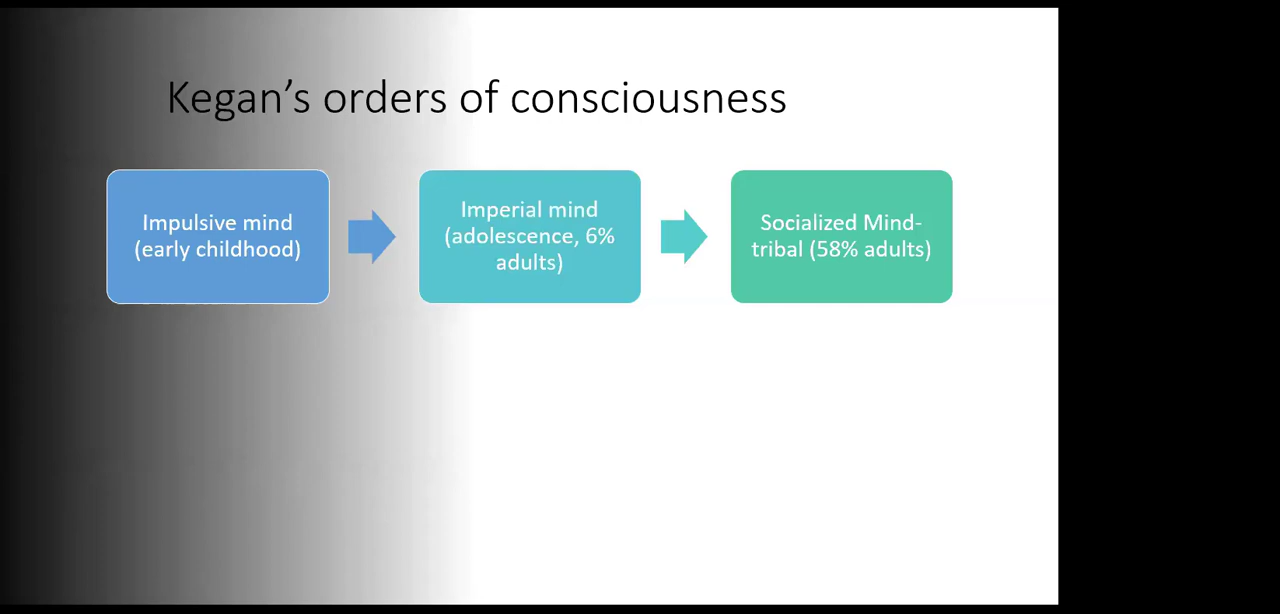 Kegan’s orders of consciousness
Impulsive mind
(early childhood)
Imperial mind
(adolescence, 6%
adults)
Socialized Mind-
tribal (58% adults)